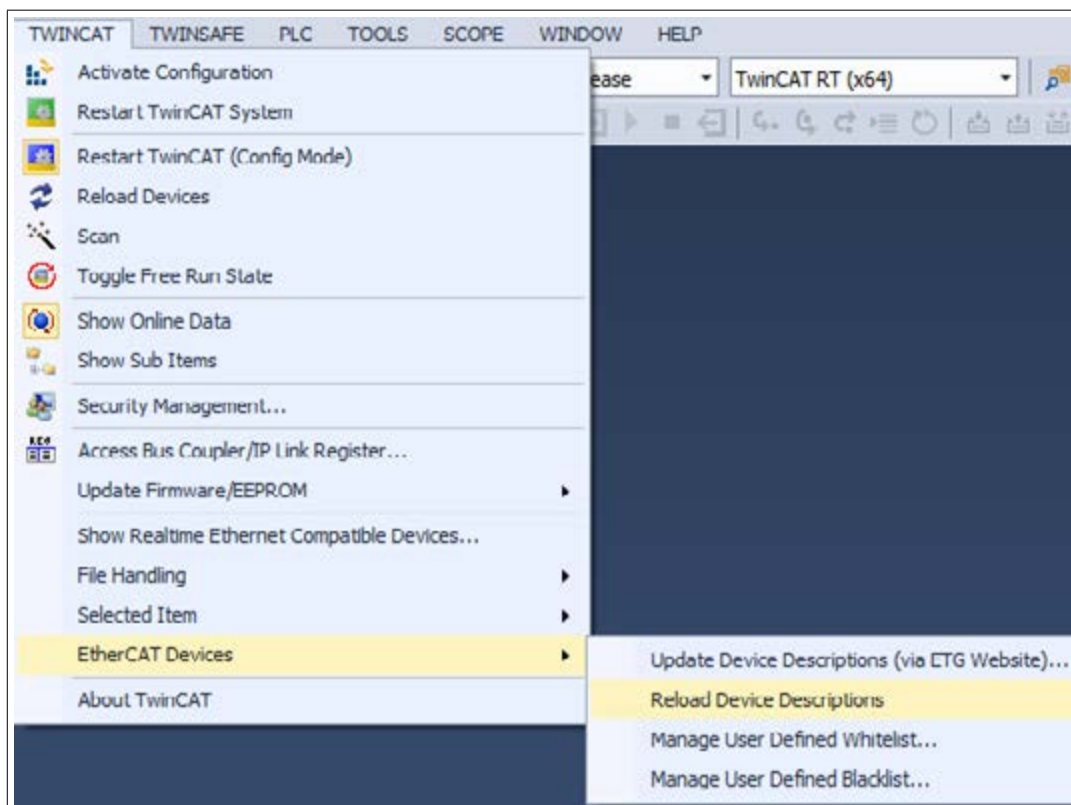 TWINCAT TWINSAFE PLC TOOLS SCOPE WINDOW HELP
Activate Configuration
ease TwinCAT RT (x64)
Restart TwinCAT System
Restart TwinCAT (Config Mode)
Reload Devices
Scan
Toggle Free Run State
Show Online Data
Show Sub Items
Security Management...
REG
Access Bus Coupler/IP Link Register...
Update Firmware/EEPROM
Show Realtime Ethernet Compatible Devices...
File Handling
Selected Item
EtherCAT Devices
About TwinCAT
Update Device Descriptions (via ETG Website)...
Reload Device Descriptions
Manage User Defined Whitelist...
Manage User Defined Blacklist...